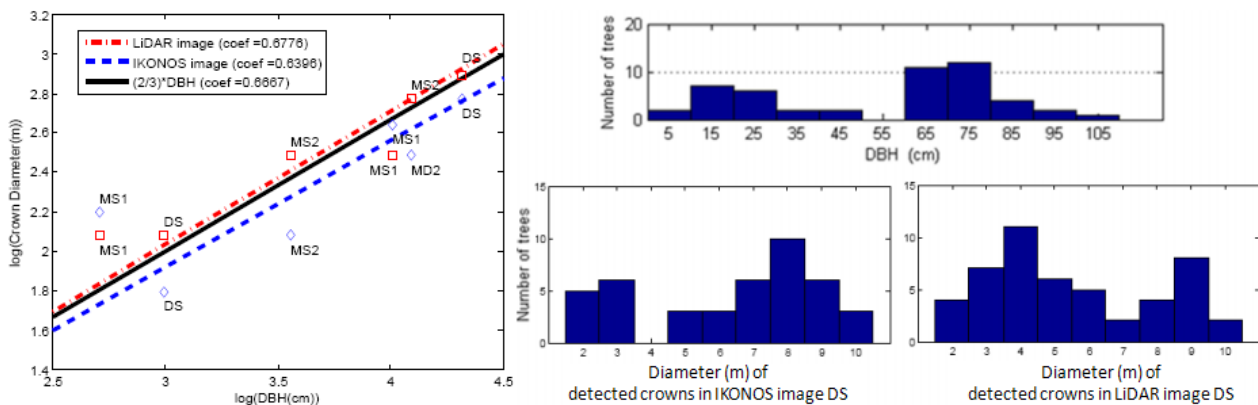 3.2
3
2.8
2.6
2.4
2.2
2
1.8
1.6
1.4
log(Crown Diameter(m))
LiDAR image (coef =0.6776)
IKONOS image (coef =0.6396)
(2/3)*DBH (coef =0.6667)
DS
MS2
DS
MS2
MS1
MS1
MD2
MS1
DS
MS1
MS2
DS
2.5 3 3.5 4 4.5
log(DBH(cm))
20
10
0
Number of trees
5 15 25 35 45 55 65 75 85 95 105
DBH (cm)
15
10
5
0
Number of trees
2 3 4 5 6 7 8 9 10
Diameter (m) of
detected crowns in IKONOS image DS
15
10
5
0
2 3 4 5 6 7 8 9 10
Diameter (m) of
detected crowns in LiDAR image DS